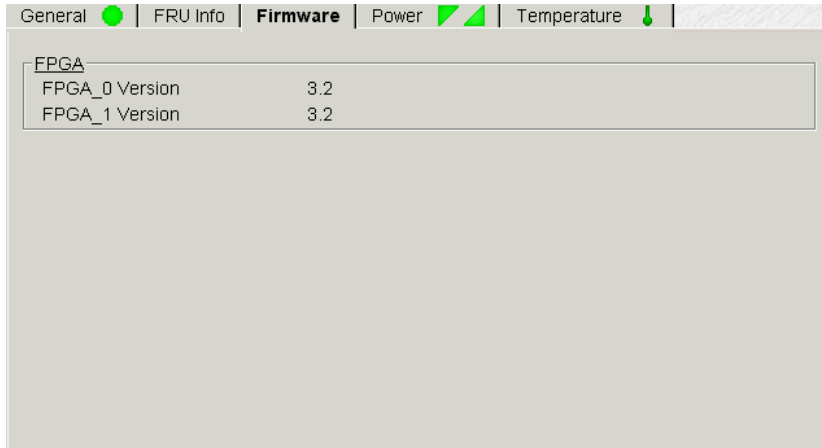 General FRU Info Firmware Power Temperature
FPGA
FPGA_0 Version 3.2
FPGA_1 Version 3.2